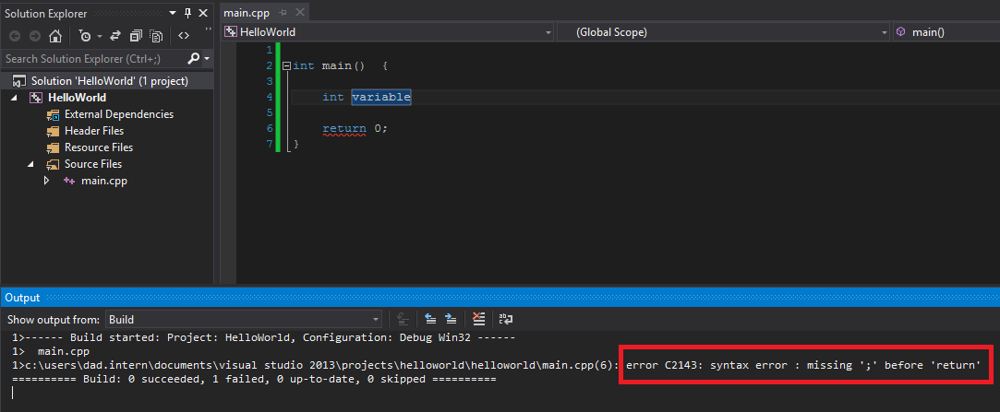 Solution Explorer
Search Solution Explorer (Ctrl+;)
Solution 'HelloWorld' (1 project)
HelloWorld
External Dependencies
Header Files
Resource Files
Source Files
main.cpp
main.cpp
HelloWorld
(Global Scope)
main()
1
2 int main() {
3
4 int variable
5
6 return 0;
7 }
Output
Show output from: Build
1>------ Build started: Project: HelloWorld, Configuration: Debug Win32 ------
1> main.cpp
1>c:\users\dad.intern\documents\visual studio 2013\projects\helloworld\helloworld\main.cpp(6): error C2143: syntax error : missing ';' before 'return'
========== Build: 0 succeeded, 1 failed, 0 up-to-date, 0 skipped ==========